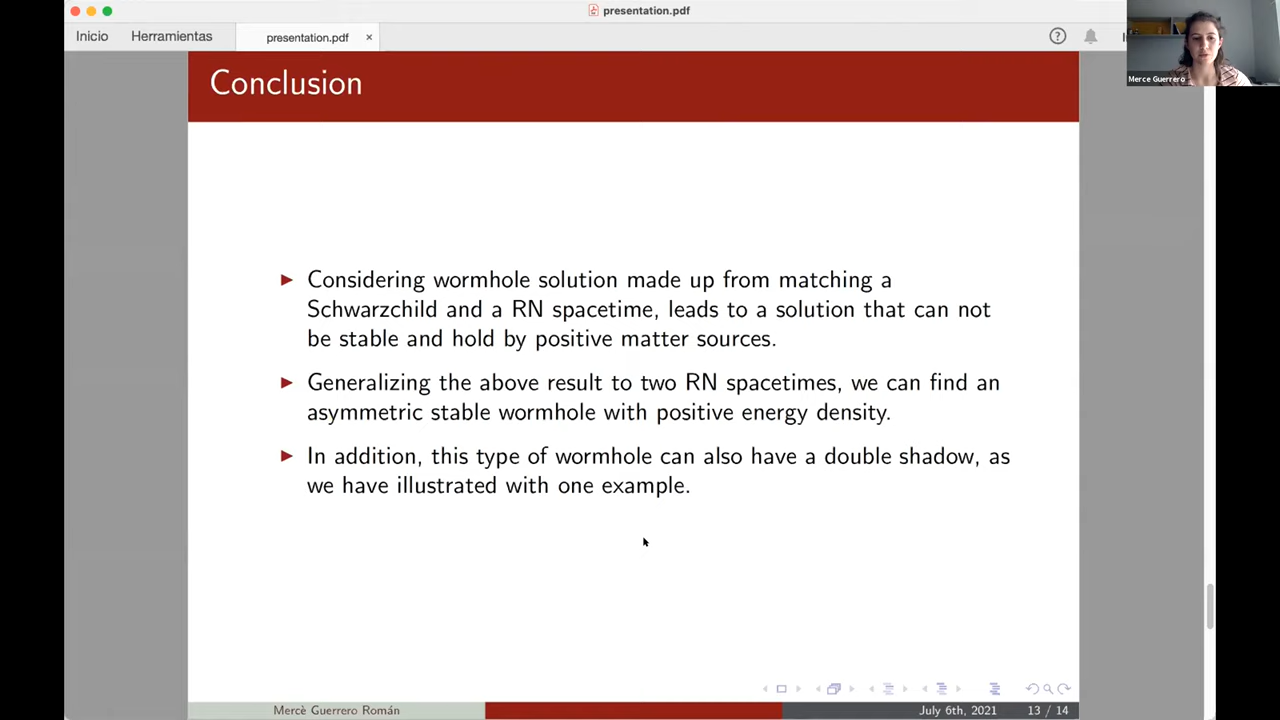 presentation.pdf
Inicio
Herramientas
presentation.pdf ×
Merce Guerrero
Conclusion
Considering wormhole solution made up from matching a
Schwarzchild and a RN spacetime, leads to a solution that can not
be stable and hold by positive matter sources.
Generalizing the above result to two RN spacetimes, we can find an
asymmetric stable wormhole with positive energy density.
In addition, this type of wormhole can also have a double shadow, as
we have illustrated with one example.
Mercè Guerrero Román
July 6th, 2021
13 / 14